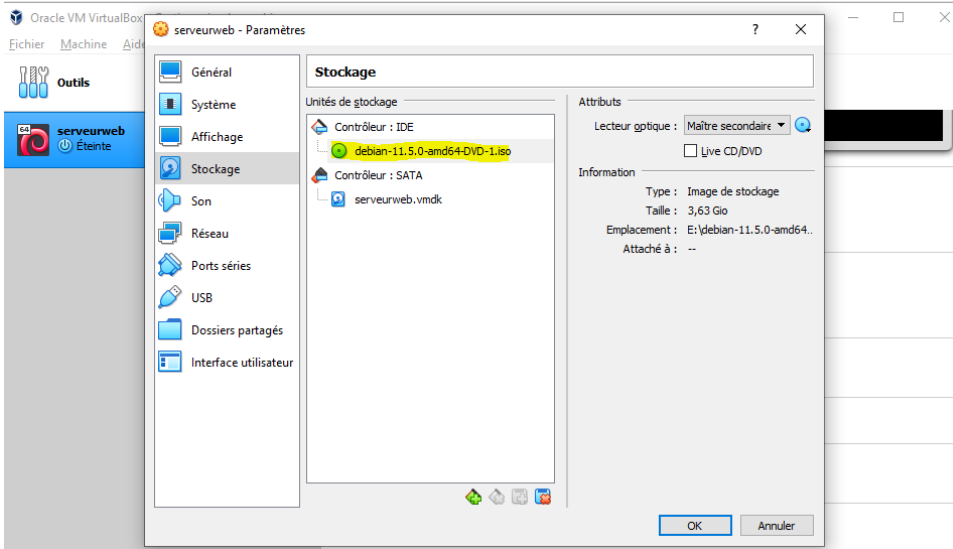 Oracle VM VirtualBox
Fichier Machine Aide
Outils
64
serveurweb
Éteinte
serveurweb - Paramètres
?
Général
Système
Affichage
Stockage
Son
Réseau
Ports séries
USB
Dossiers partagés
Interface utilisateur
Stockage
Unités de stockage
Contrôleur : IDE
debian-11.5.0-amd64-DVD-1.iso
Contrôleur : SATA
serveurweb.vmdk
Attributs
Lecteur optique : Maître secondaire
Live CD/DVD
Information
Type : Image de stockage
Taille : 3,63 Gio
Emplacement : E:\debian-11.5.0-amd64..
Attaché à : --
OK Annuler